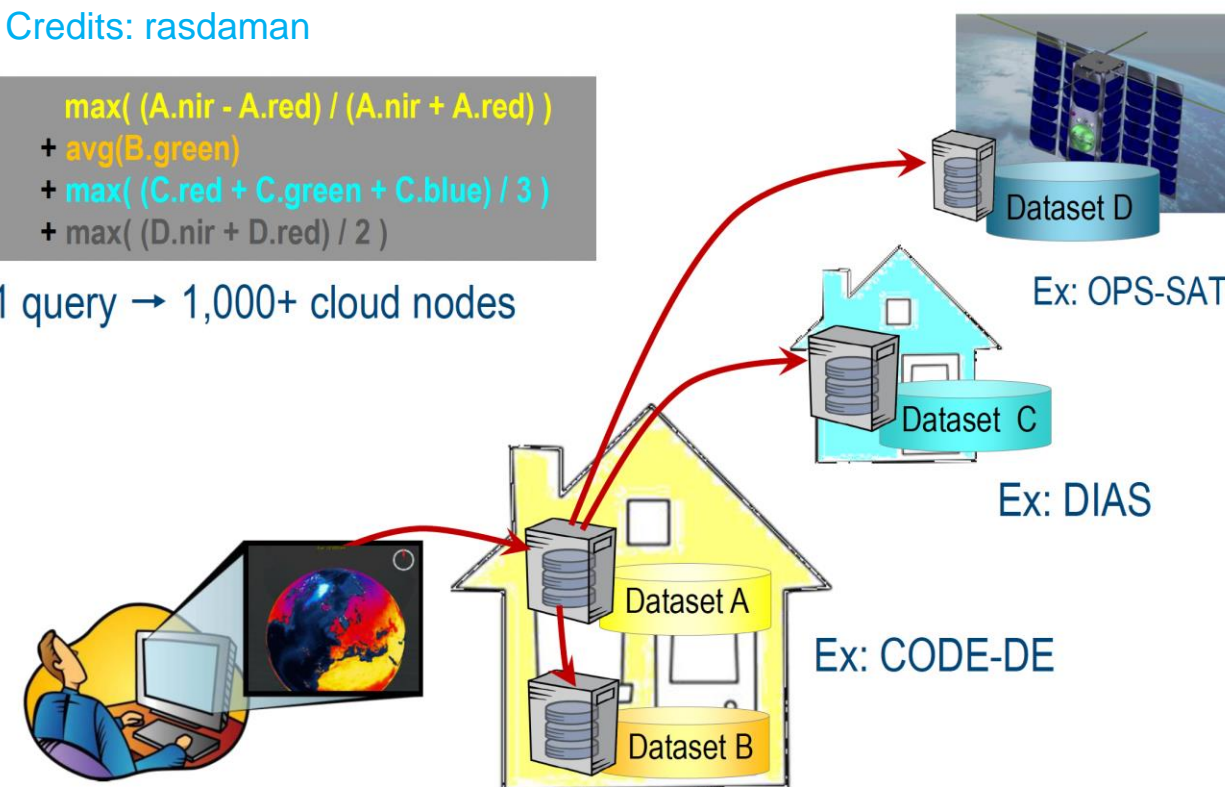 Credits: rasdaman
max( (A.nir - A.red) / (A.nir + A.red) )
+ avg(B.green)
+ max( (C.red + C.green + C.blue) / 3 )
+ max( (D.nir + D.red) / 2 )
1 query → 1,000+ cloud nodes
Dataset D
Ex: OPS-SAT
Dataset C
Ex: DIAS
Dataset A
Ex: CODE-DE
Dataset B